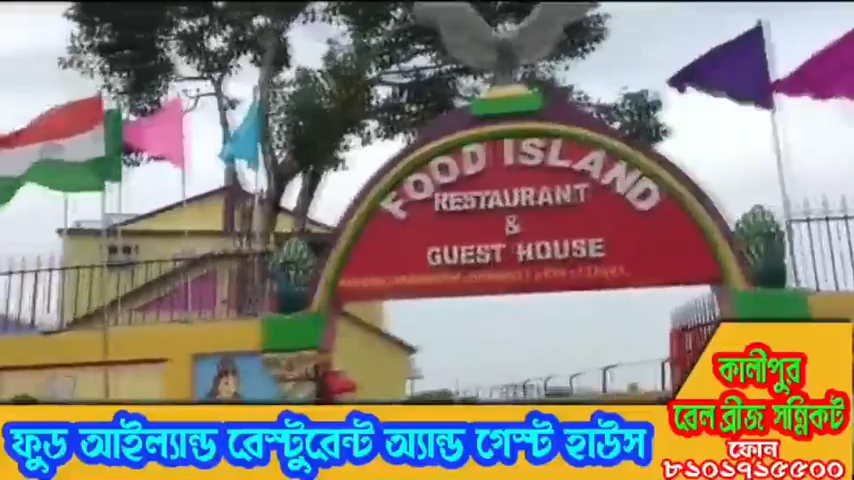 FOOD ISLAND
RESTAURANT
&
GUEST HOUSE
কালীপুর
রেল ব্রীজ সন্নিকট
ফোন
৮১০১৭১৫৫০০
ফুড আইল্যান্ড রেস্টুরেন্ট অ্যান্ড গেস্ট হাউস